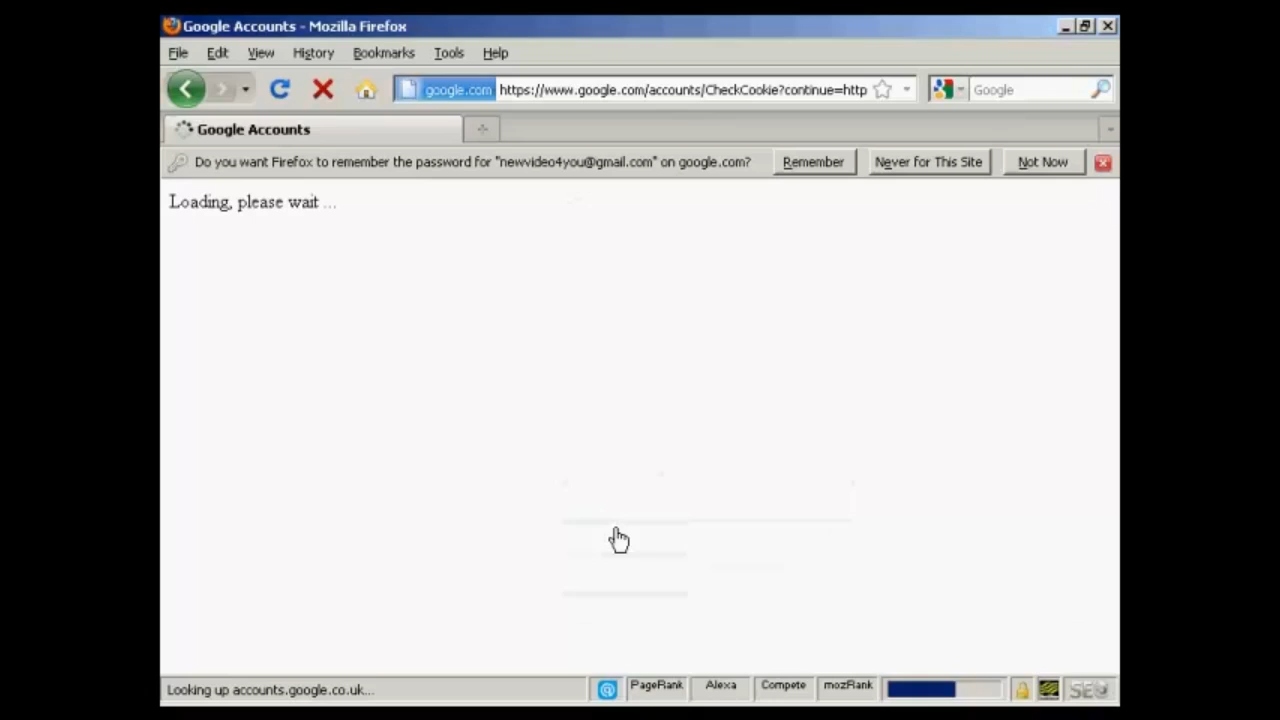 Google Accounts - Mozilla Firefox
File Edit View History Bookmarks Tools Help
google.com https://www.google.com/accounts/CheckCookie?continue=http Google
Google Accounts
Do you want Firefox to remember the password for "newvideo4you@gmail.com" on google.com? Remember Never for This Site Not Now
Loading, please wait ...
Looking up accounts.google.co.uk... PageRank Alexa Compete mozRank SEO